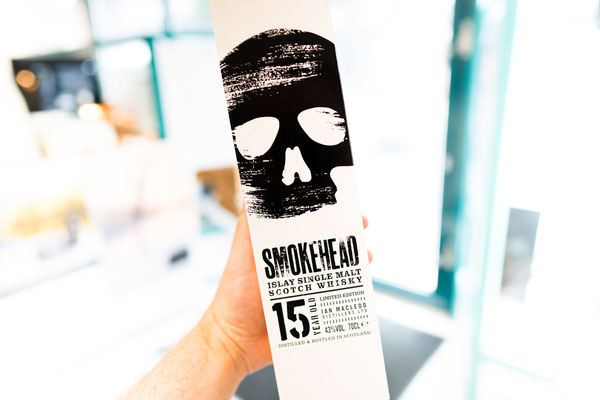 SMOKEHEAD
ISLAY SINGLE MALT
SCOTCH WHISKY
15 YEAR OLD
LIMITED EDITION
IAN MACLEOD
DISTILLERS LTD
43%VOL. 70CL
DISTILLED & BOTTLED IN SCOTLAND